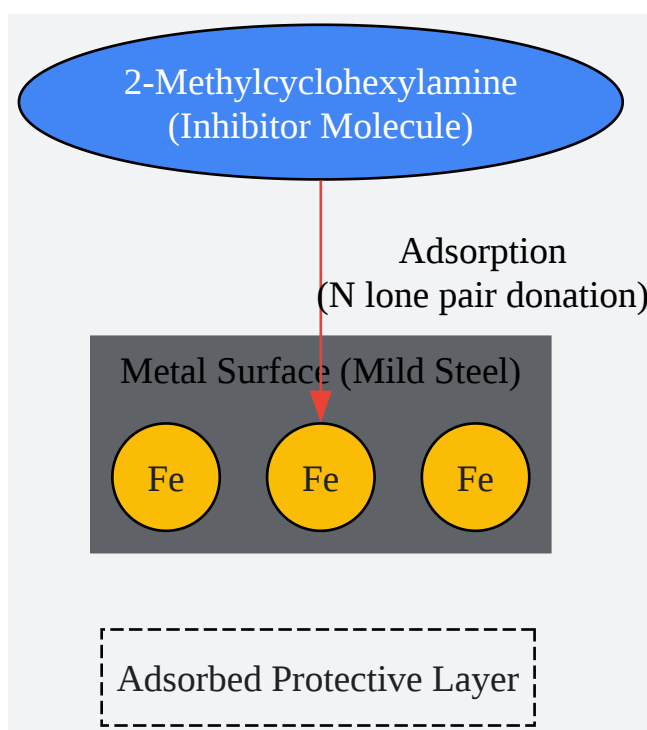 2-Methylcyclohexylamine
(Inhibitor Molecule)
Adsorption
(N lone pair donation)
Metal Surface (Mild Steel)
Fe Fe Fe
Adsorbed Protective Layer